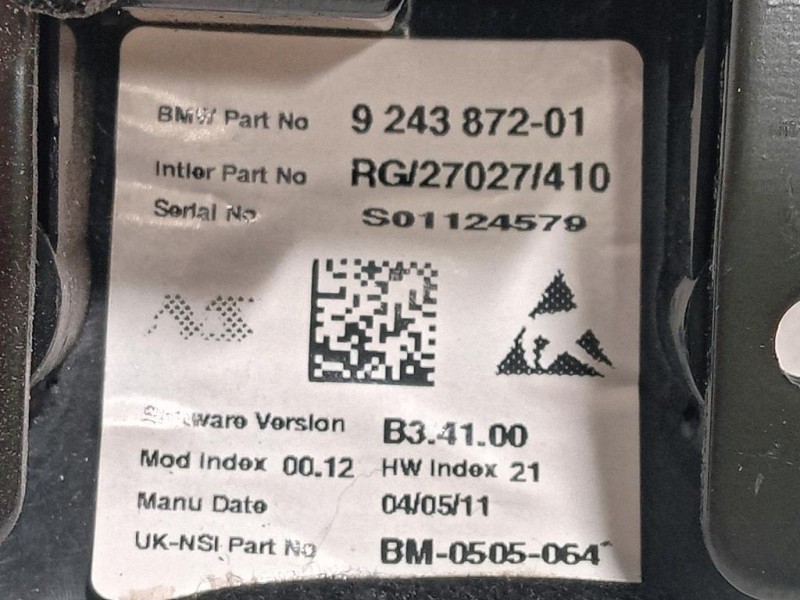 BMW Part No 9 243 872-01
Intier Part No RG/27027/410
Serial No S01124579
Software Version B3.41.00
Mod Index 00.12 HW Index 21
Manu Date 04/05/11
UK-NSI Part No BM-0505-064